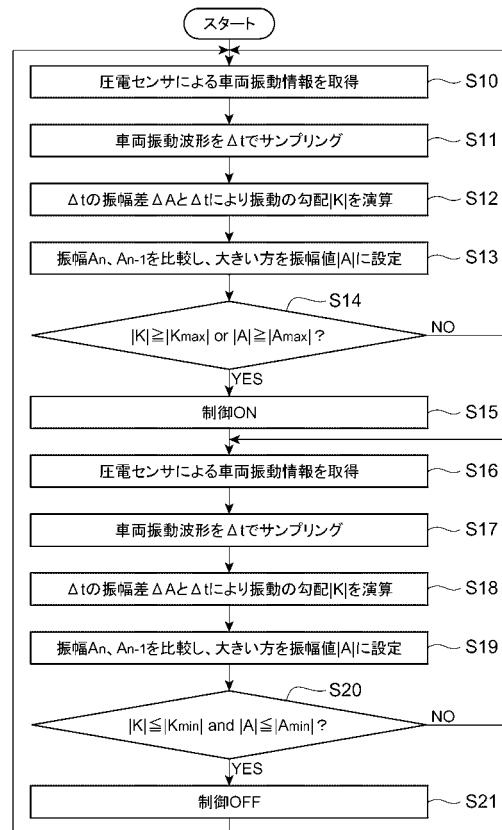 スタート
圧電センサによる車両振動情報を取得
S10
車両振動波形をΔtでサンプリング
S11
Δtの振幅差ΔAとΔtにより振動の勾配|K|を演算
S12
振幅An、An-1を比較し、大きい方を振幅値|A|に設定
S13
S14
|K|≧|Kmax| or |A|≧|Amax|?
NO
YES
制御ON
S15
圧電センサによる車両振動情報を取得
S16
車両振動波形をΔtでサンプリング
S17
Δtの振幅差ΔAとΔtにより振動の勾配|K|を演算
S18
振幅An、An-1を比較し、大きい方を振幅値|A|に設定
S19
S20
|K|≦|Kmin| and |A|≦|Amin|?
NO
YES
制御OFF
S21